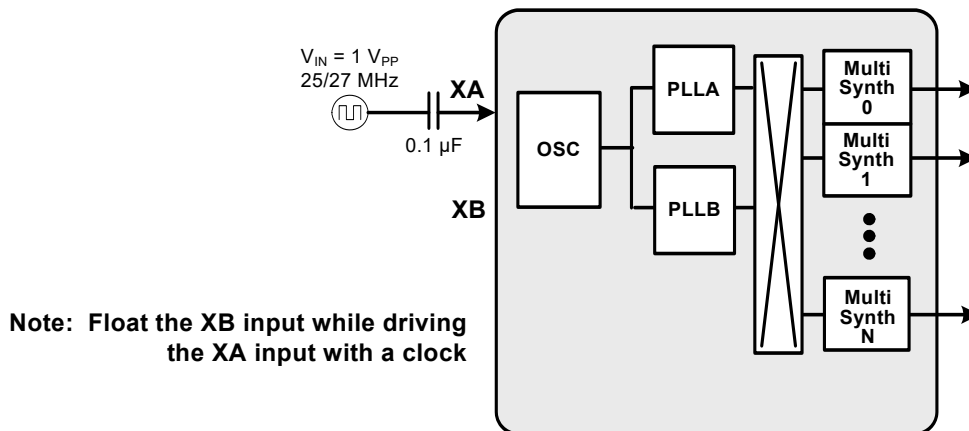 V_IN = 1 V_PP
25/27 MHz
XA
0.1 µF
XB
OSC
PLLA
PLLB
Multi
Synth
0
Multi
Synth
1
Multi
Synth
N
Note: Float the XB input while driving
the XA input with a clock